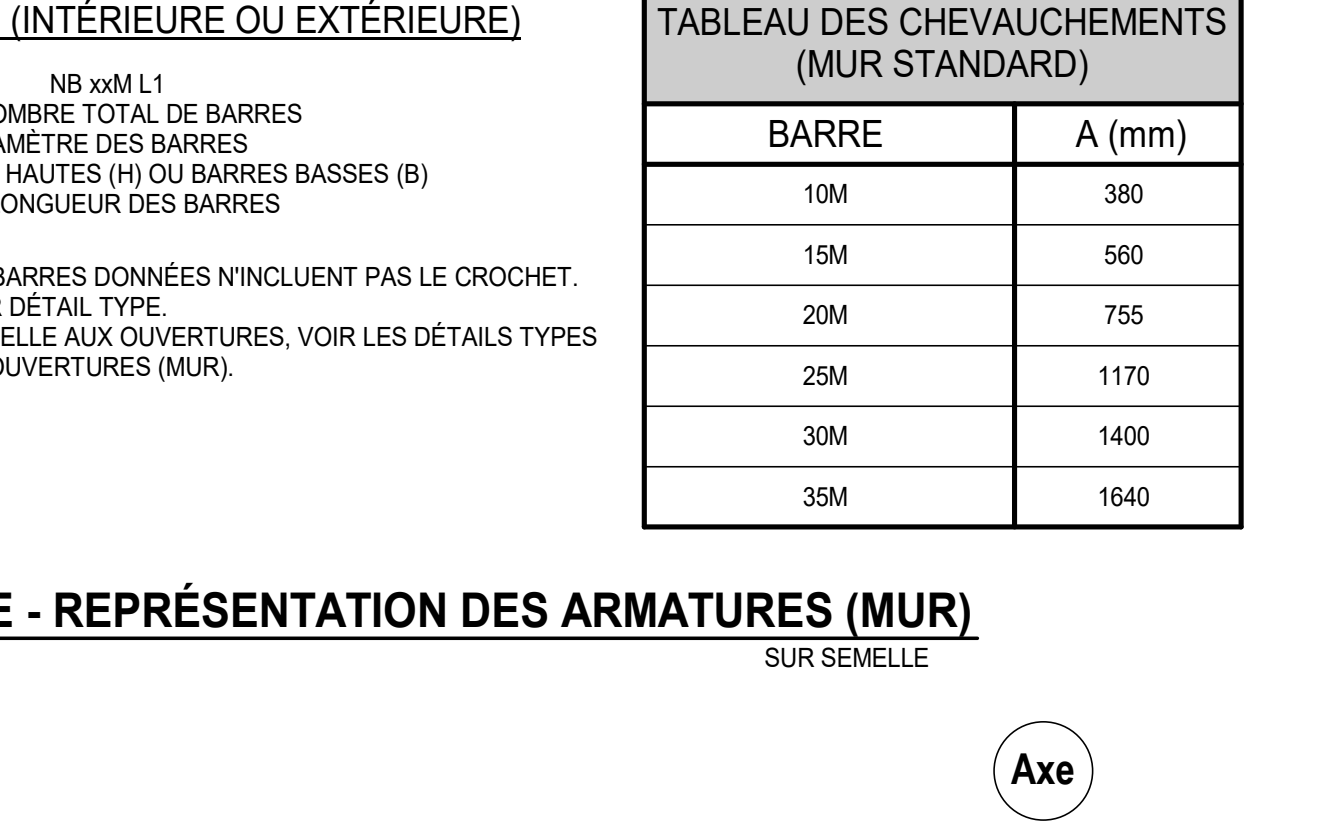 (INTÉRIEURE OU EXTÉRIEURE)
NB xxM L1
OMBRE TOTAL DE BARRES
AMÈTRE DES BARRES
HAUTES (H) OU BARRES BASSES (B)
ONGUEUR DES BARRES
BARRES DONNÉES N'INCLUENT PAS LE CROCHET.
R DÉTAIL TYPE.
ELLE AUX OUVERTURES, VOIR LES DÉTAILS TYPES
OUVERTURES (MUR).
TABLEAU DES CHEVAUCHEMENTS
(MUR STANDARD)
BARRE A (mm)
10M 380
15M 560
20M 755
25M 1170
30M 1400
35M 1640
E - REPRÉSENTATION DES ARMATURES (MUR)
SUR SEMELLE
Axe